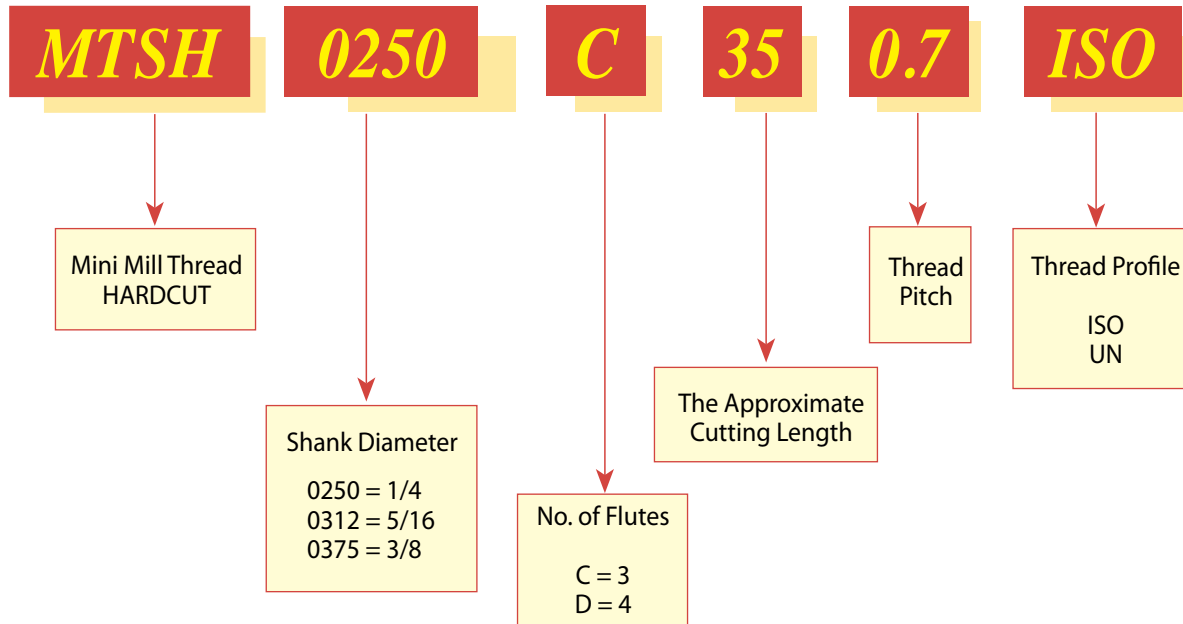 MTSH 0250 C 35 0.7 ISO
Mini Mill Thread
HARDCUT
Shank Diameter
0250 = 1/4
0312 = 5/16
0375 = 3/8
No. of Flutes
C = 3
D = 4
The Approximate
Cutting Length
Thread
Pitch
Thread Profile
ISO
UN